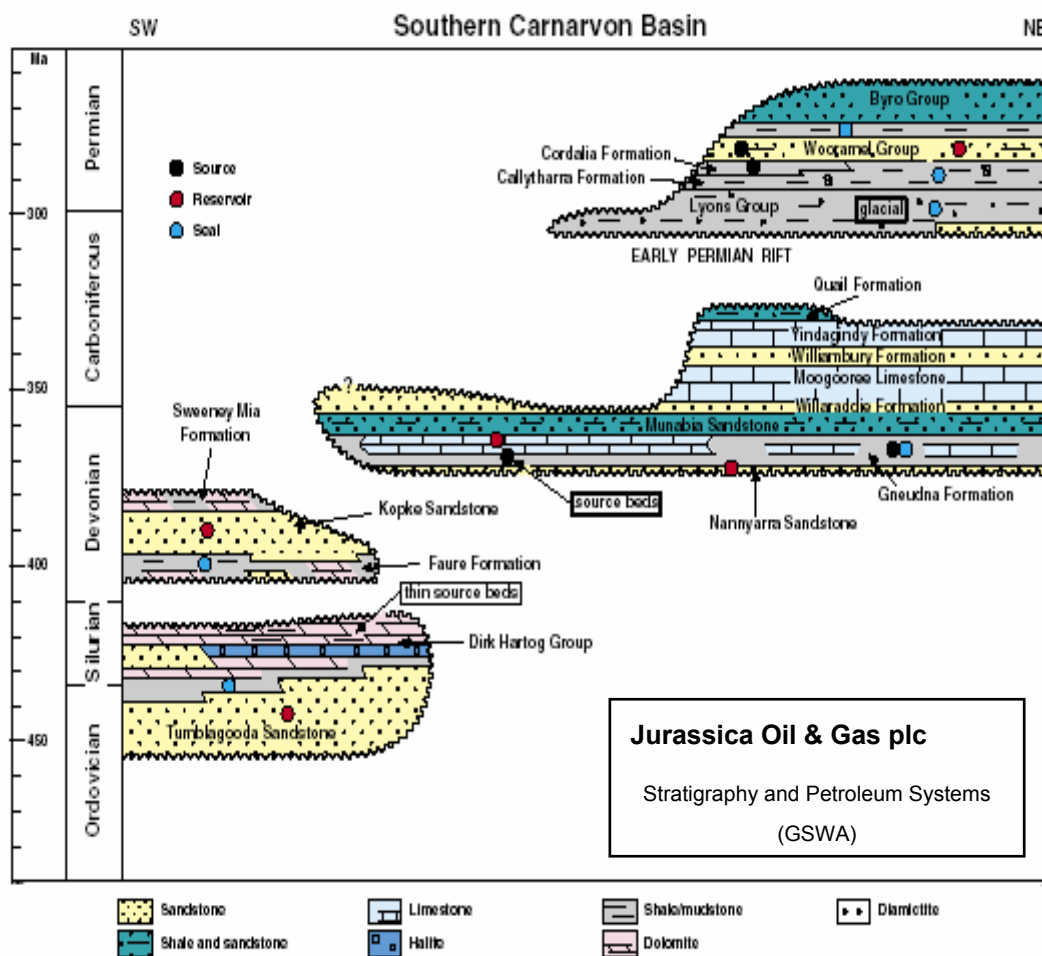 SW
Southern Carnarvon Basin
NE
Ma
300
350
400
450
Permian
Carboniferous
Devonian
Silurian
Ordovician
Source
Reservoir
Seal
Byro Group
Wooramel Group
Cordalia Formation
Callytharra Formation
Lyons Group
glacial
EARLY PERMIAN RIFT
Quail Formation
Yindagindy Formation
Williambury Formation
Moogooree Limestone
Willaraddie Formation
Munabia Sandstone
?
Sweeney Mia
Formation
source beds
Gneudna Formation
Nannyarra Sandstone
Kopke Sandstone
Faure Formation
thin source beds
Dirk Hartog Group
Tumblagooda Sandstone
Jurassica Oil & Gas plc
Stratigraphy and Petroleum Systems
(GSWA)
Sandstone
Limestone
Shale/mudstone
Diamictite
Shale and sandstone
Halite
Dolomite